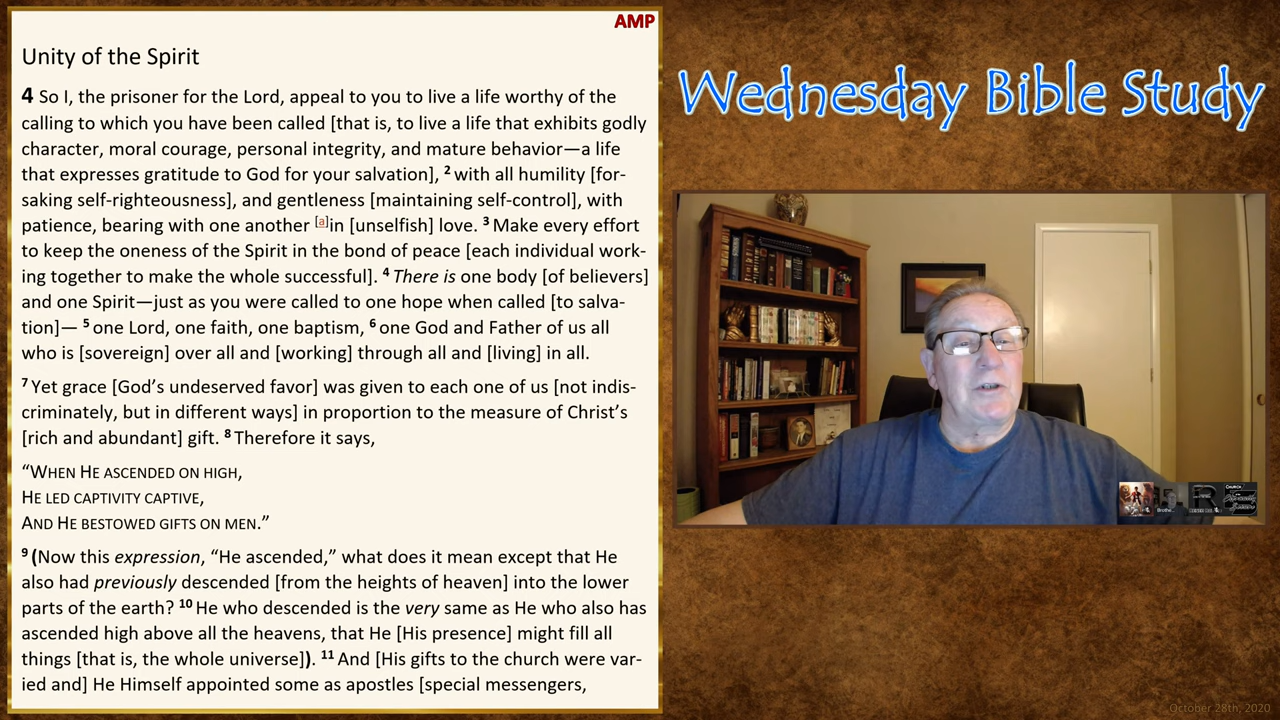 AMP
Unity of the Spirit
4 So I, the prisoner for the Lord, appeal to you to live a life worthy of the
calling to which you have been called [that is, to live a life that exhibits godly
character, moral courage, personal integrity, and mature behavior—a life
that expresses gratitude to God for your salvation], 2 with all humility [for-
saking self-righteousness], and gentleness [maintaining self-control], with
patience, bearing with one another [a]in [unselfish] love. 3 Make every effort
to keep the oneness of the Spirit in the bond of peace [each individual work-
ing together to make the whole successful]. 4 There is one body [of believers]
and one Spirit—just as you were called to one hope when called [to salva-
tion]— 5 one Lord, one faith, one baptism, 6 one God and Father of us all
who is [sovereign] over all and [working] through all and [living] in all.
7 Yet grace [God’s undeserved favor] was given to each one of us [not indis-
criminately, but in different ways] in proportion to the measure of Christ’s
[rich and abundant] gift. 8 Therefore it says,
“When He ascended on high,
He led captivity captive,
And He bestowed gifts on men.”
9 (Now this expression, “He ascended,” what does it mean except that He
also had previously descended [from the heights of heaven] into the lower
parts of the earth? 10 He who descended is the very same as He who also has
ascended high above all the heavens, that He [His presence] might fill all
things [that is, the whole universe]). 11 And [His gifts to the church were var-
ied and] He Himself appointed some as apostles [special messengers,
Wednesday Bible Study
Brothe...
October 28th, 2020